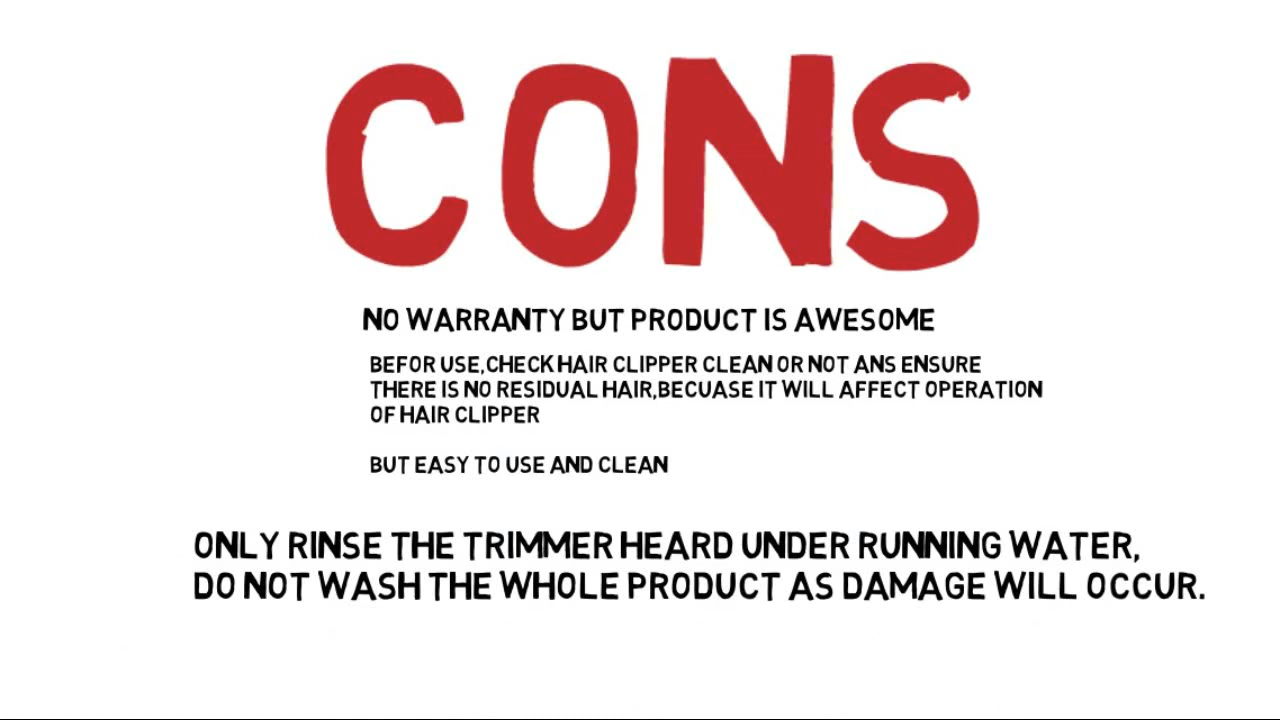 CONS
NO WARRANTY BUT PRODUCT IS AWESOME
BEFOR USE,CHECK HAIR CLIPPER CLEAN OR NOT ANS ENSURE
THERE IS NO RESIDUAL HAIR,BECUASE IT WILL AFFECT OPERATION
OF HAIR CLIPPER
BUT EASY TO USE AND CLEAN
ONLY RINSE THE TRIMMER HEARD UNDER RUNNING WATER,
DO NOT WASH THE WHOLE PRODUCT AS DAMAGE WILL OCCUR.